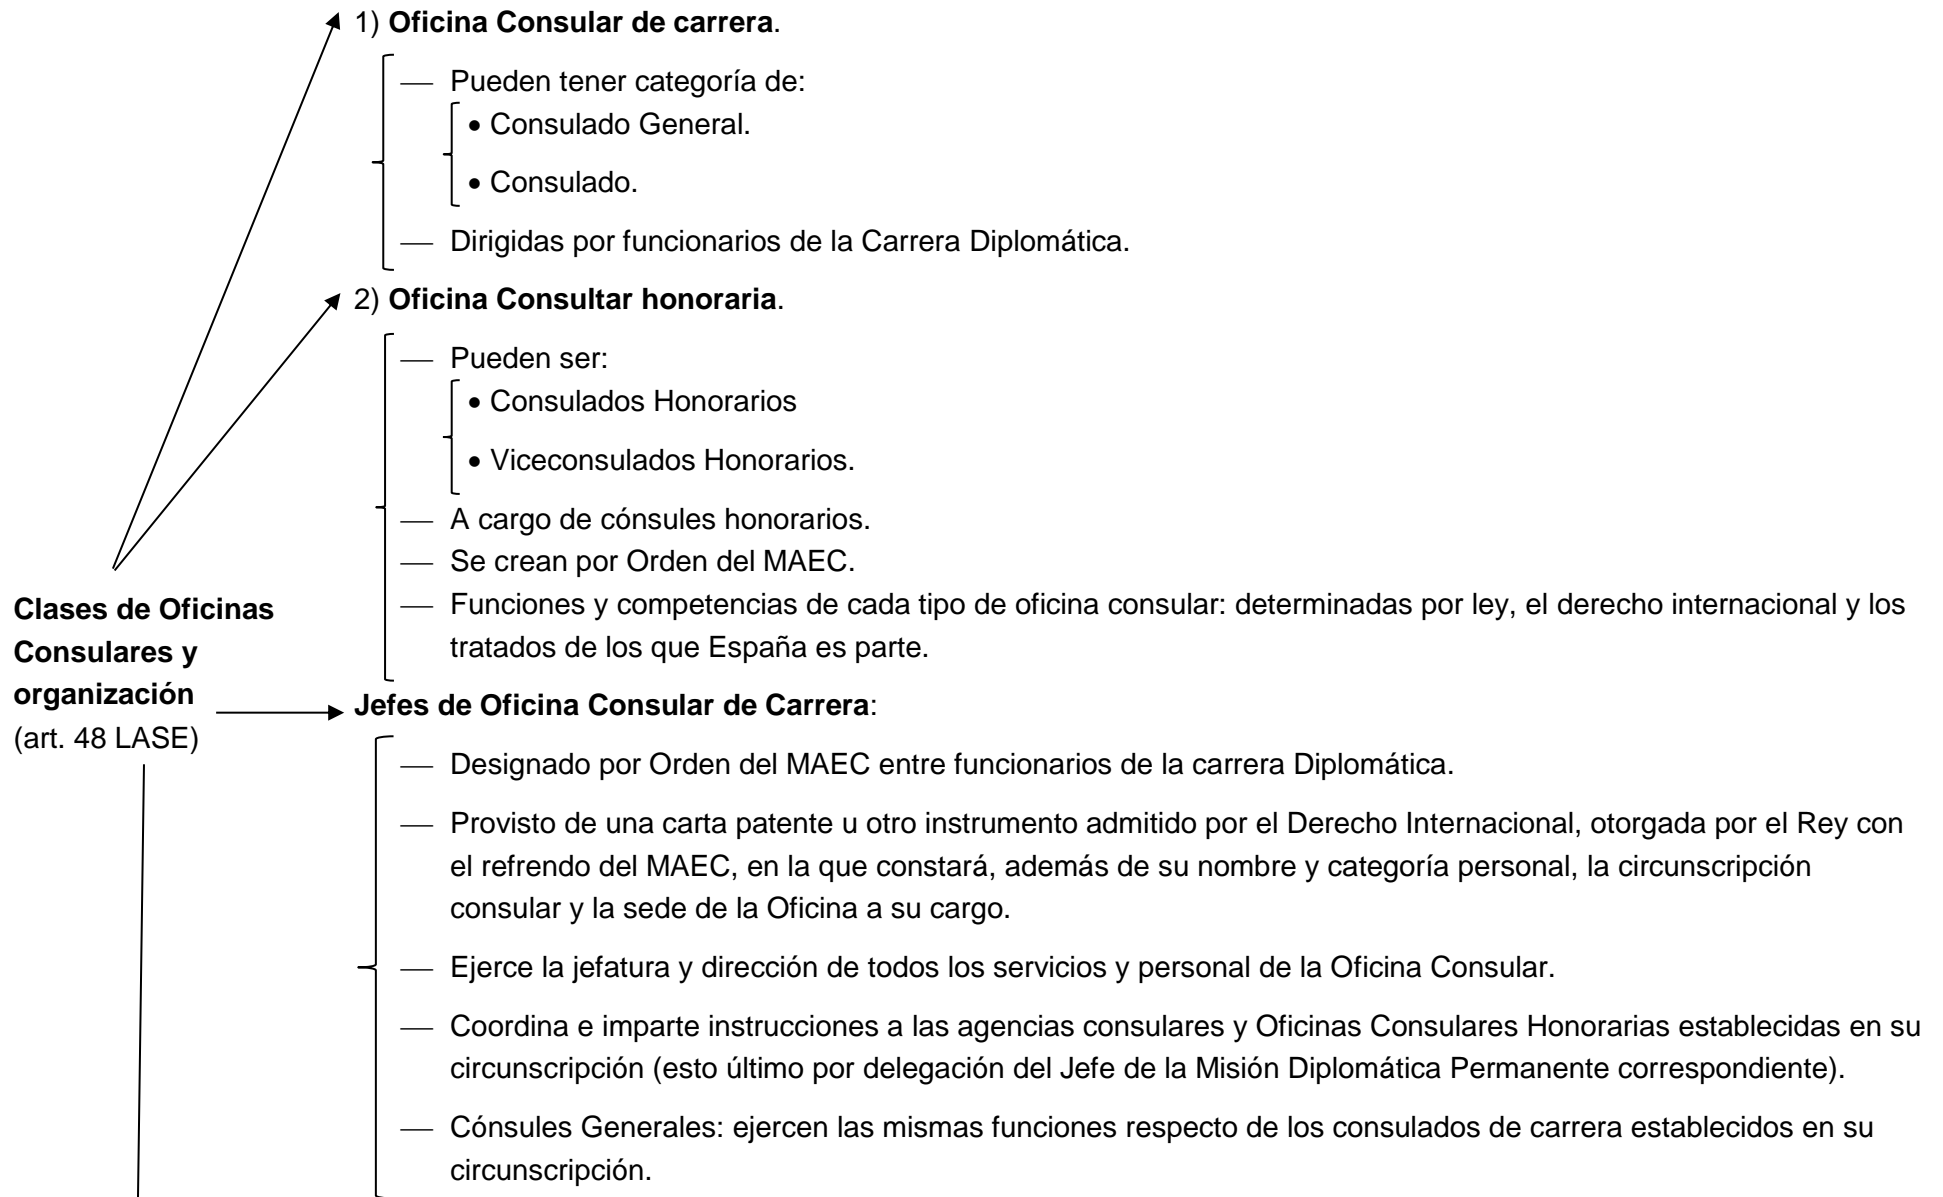 1) Oficina Consular de carrera.
— Pueden tener categoría de:
• Consulado General.
• Consulado.
— Dirigidas por funcionarios de la Carrera Diplomática.
2) Oficina Consultar honoraria.
— Pueden ser:
• Consulados Honorarios
• Viceconsulados Honorarios.
— A cargo de cónsules honorarios.
— Se crean por Orden del MAEC.
— Funciones y competencias de cada tipo de oficina consular: determinadas por ley, el derecho internacional y los
tratados de los que España es parte.
Clases de Oficinas
Consulares y
organización
(art. 48 LASE)
Jefes de Oficina Consular de Carrera:
— Designado por Orden del MAEC entre funcionarios de la carrera Diplomática.
— Provisto de una carta patente u otro instrumento admitido por el Derecho Internacional, otorgada por el Rey con
el refrendo del MAEC, en la que constará, además de su nombre y categoría personal, la circunscripción
consular y la sede de la Oficina a su cargo.
— Ejerce la jefatura y dirección de todos los servicios y personal de la Oficina Consular.
— Coordina e imparte instrucciones a las agencias consulares y Oficinas Consulares Honorarias establecidas en su
circunscripción (esto último por delegación del Jefe de la Misión Diplomática Permanente correspondiente).
— Cónsules Generales: ejercen las mismas funciones respecto de los consulados de carrera establecidos en su
circunscripción.